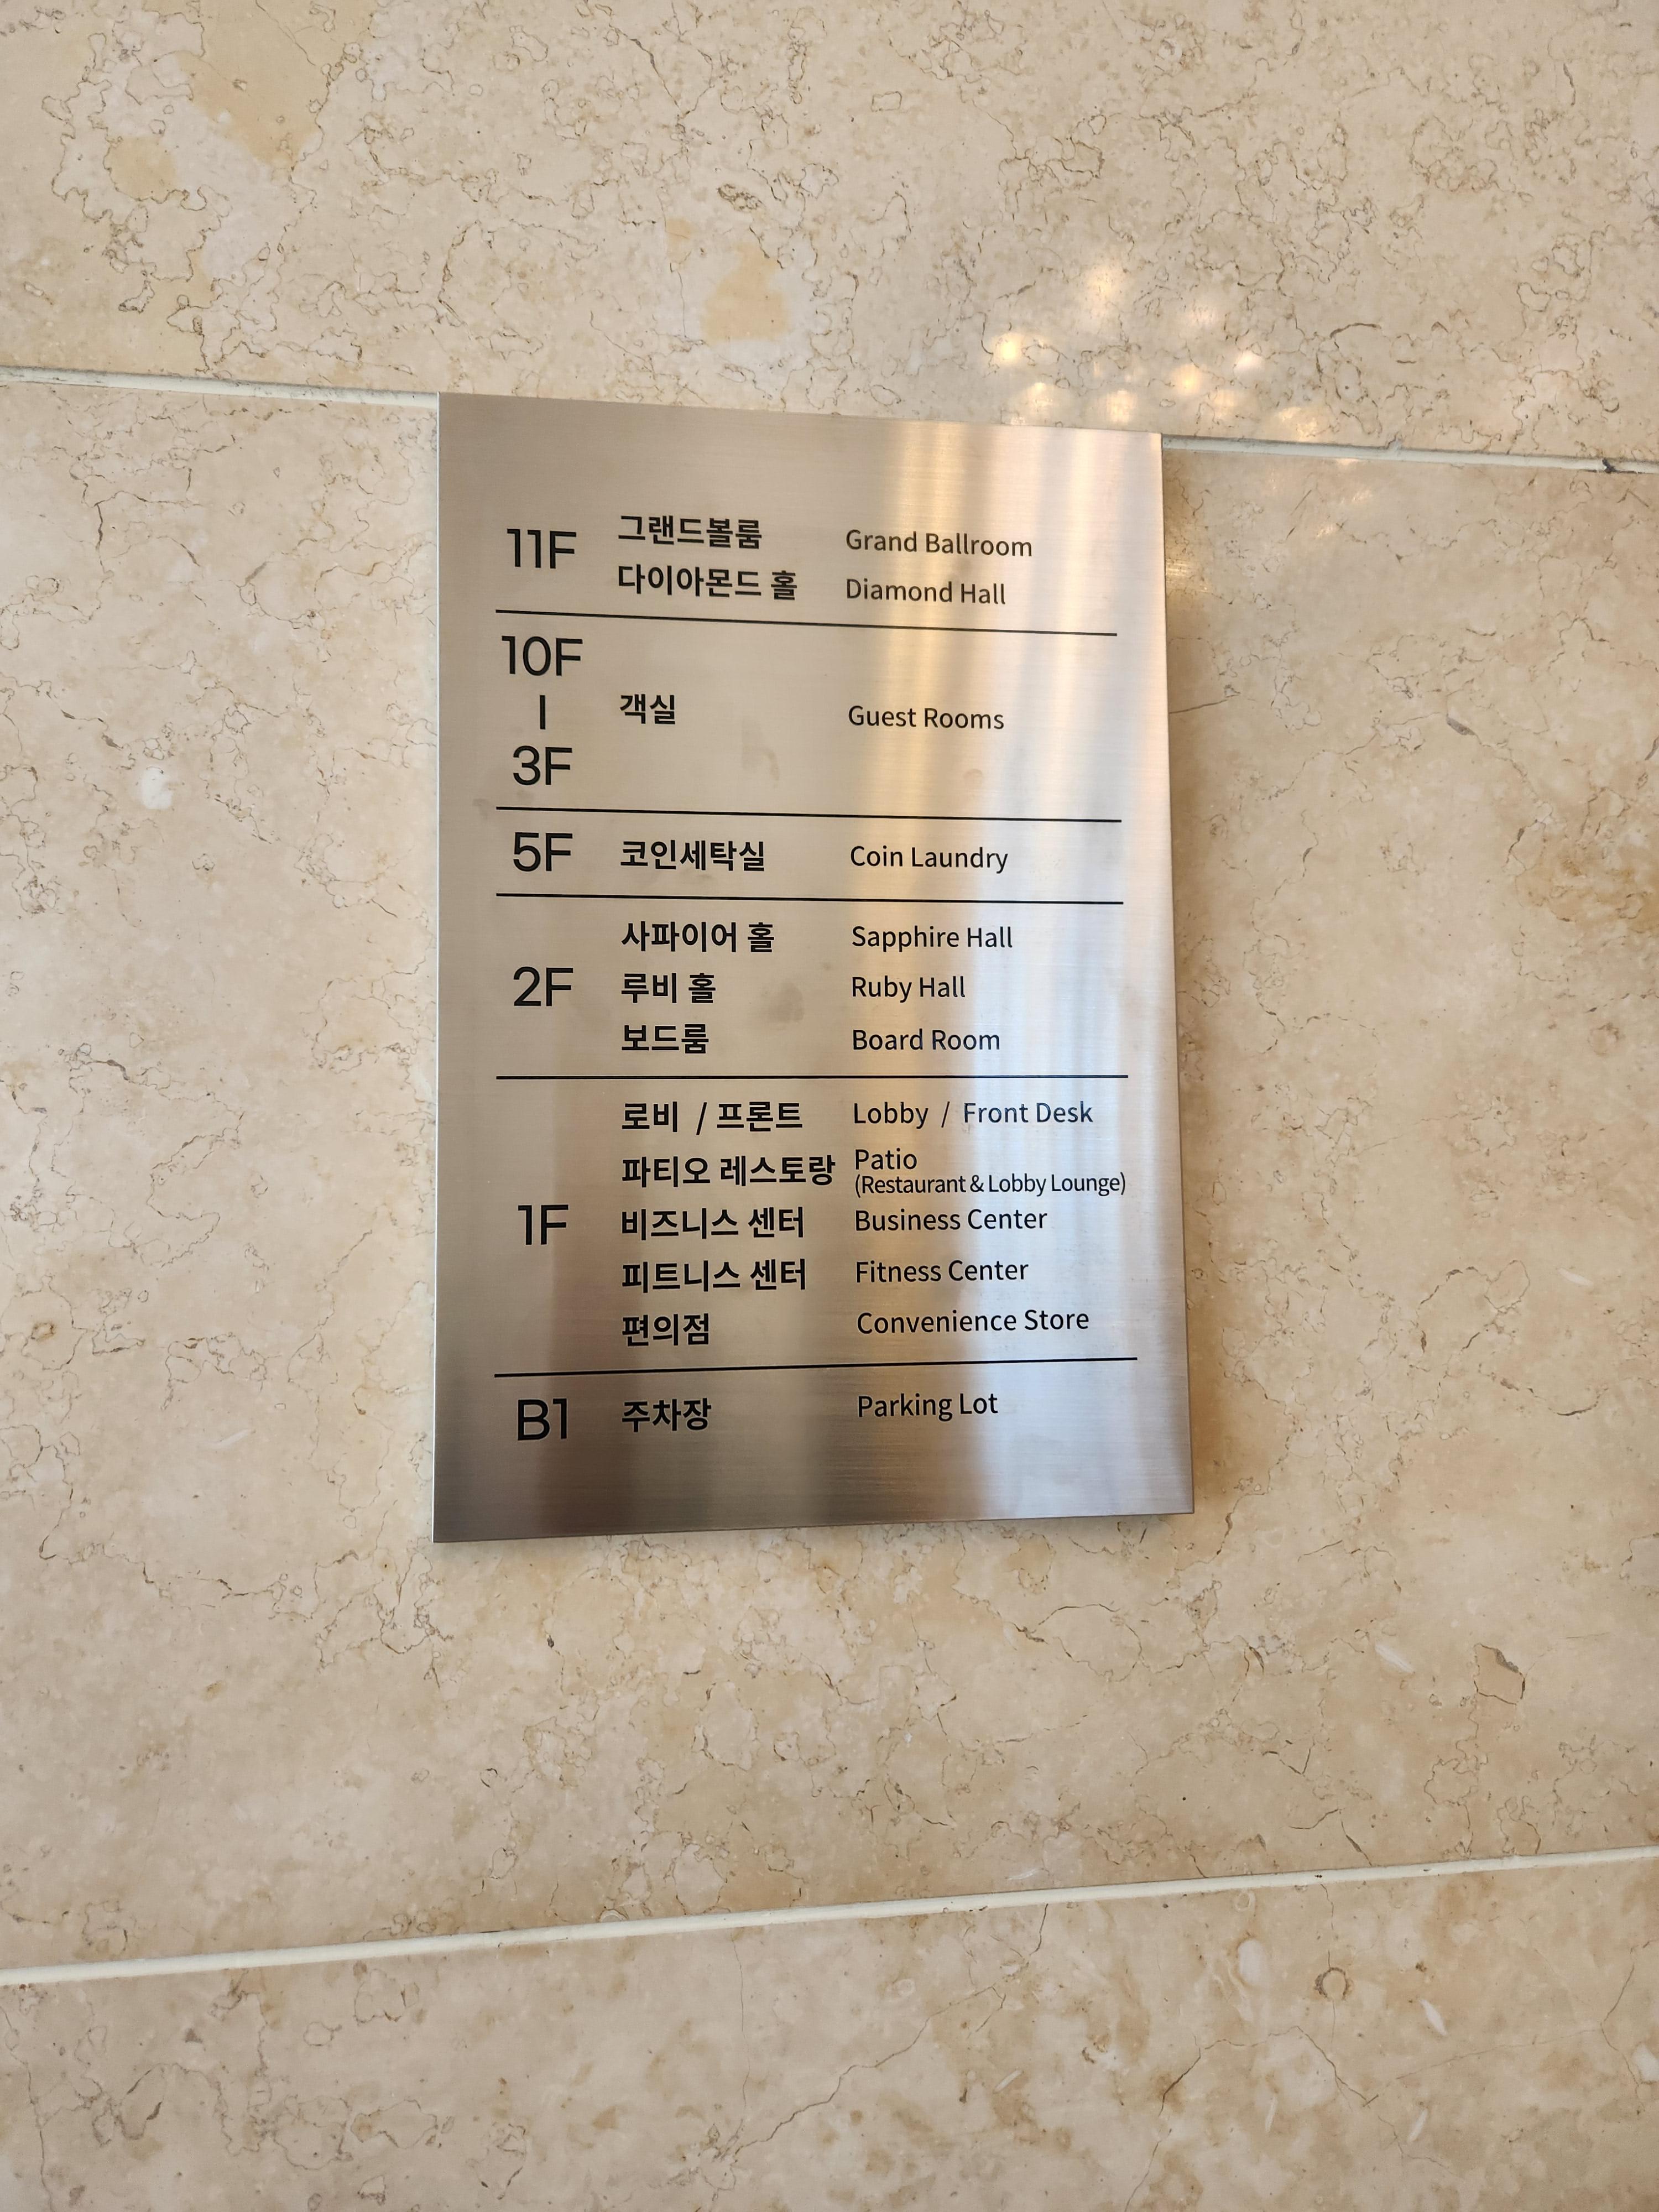 11F 그랜드볼룸 Grand Ballroom
다이아몬드 홀 Diamond Hall
10F
| 객실 Guest Rooms
3F
5F 코인세탁실 Coin Laundry
사파이어 홀 Sapphire Hall
2F 루비 홀 Ruby Hall
보드룸 Board Room
로비 / 프론트 Lobby / Front Desk
파티오 레스토랑 Patio
(Restaurant & Lobby Lounge)
1F 비즈니스 센터 Business Center
피트니스 센터 Fitness Center
편의점 Convenience Store
B1 주차장 Parking Lot